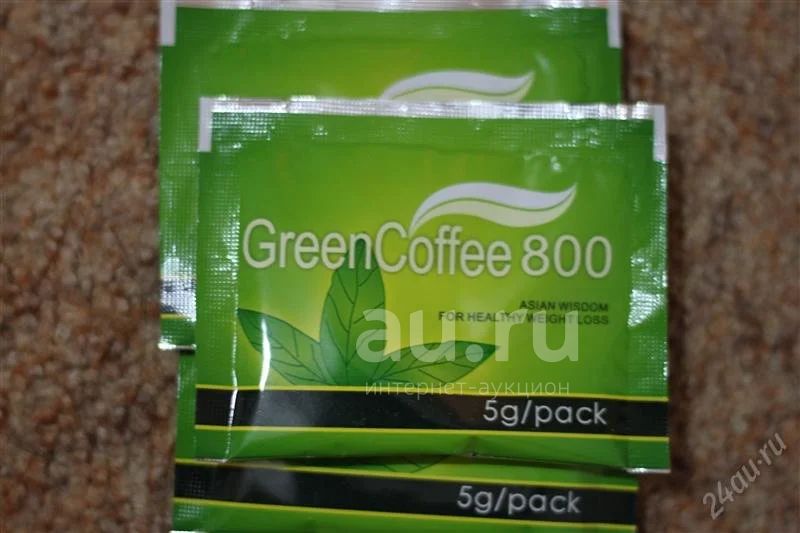 GreenCoffee 800
ASIAN WISDOM
FOR HEALTHY WEIGHT LOSS
au.ru
интернет-аукцион
5g/pack
5g/pack
24au.ru